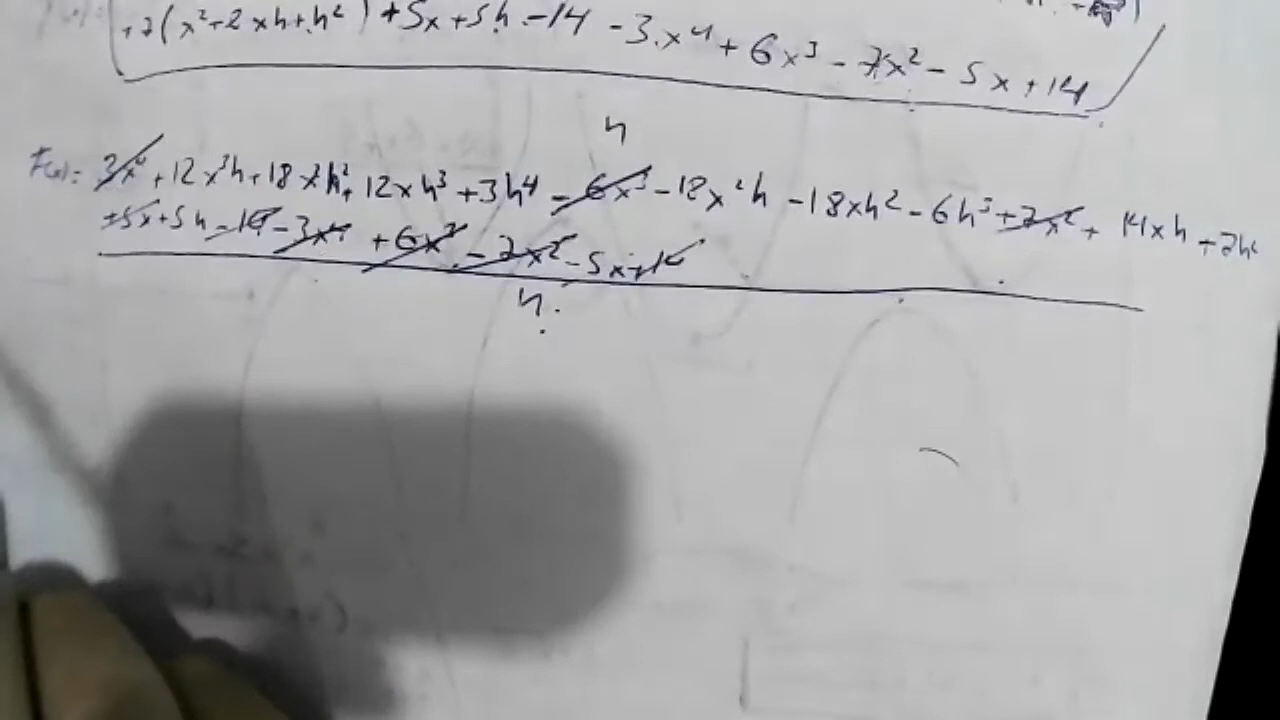 +7(x²+2xh+h²) +5x+5h-14 -3x⁴+6x³-7x²-5x+14
h
F(x): 3x⁴+12x³h+18x²h²+12xh³+3h⁴-6x³-18x²h-18xh²-6h³+7x²+14xh+7h²
+5x+5h-14-3x⁴+6x³-7x²-5x+14
h